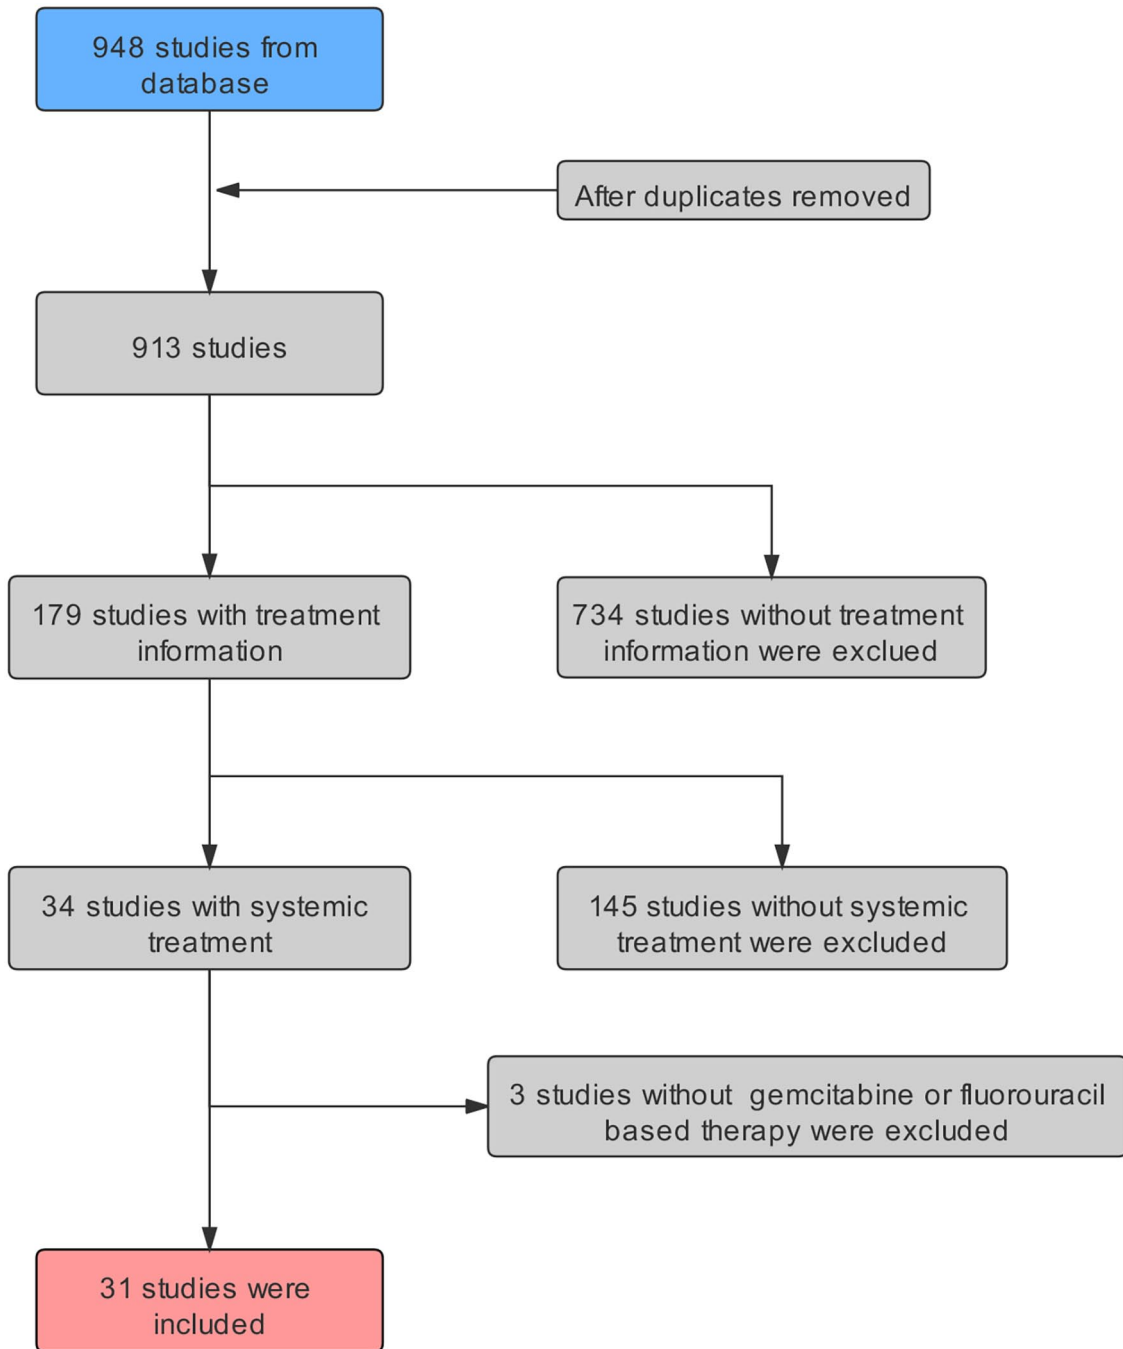 948 studies from
database
After duplicates removed
913 studies
179 studies with treatment
information
734 studies without treatment
information were exclued
34 studies with systemic
treatment
145 studies without systemic
treatment were excluded
3 studies without  gemcitabine or fluorouracil
based therapy were excluded
31 studies were
included